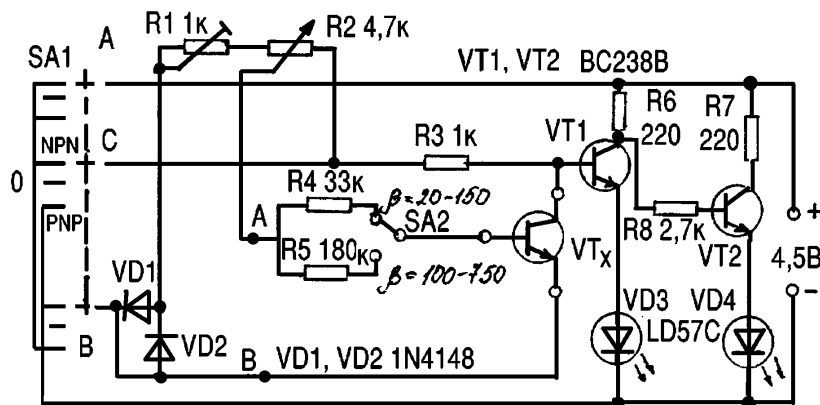 A R1 1к R2 4,7к
SA1 VT1, VT2 BC238B
R6 220 R7 220
NPN C R3 1к VT1
0
PNP R4 33к β=20-150
A SA2
R5 180к β=100-750
VTх R8 2,7к VT2
+
4,5В
–
VD1 VD3 VD4
LD57C
B VD2 B VD1, VD2 1N4148